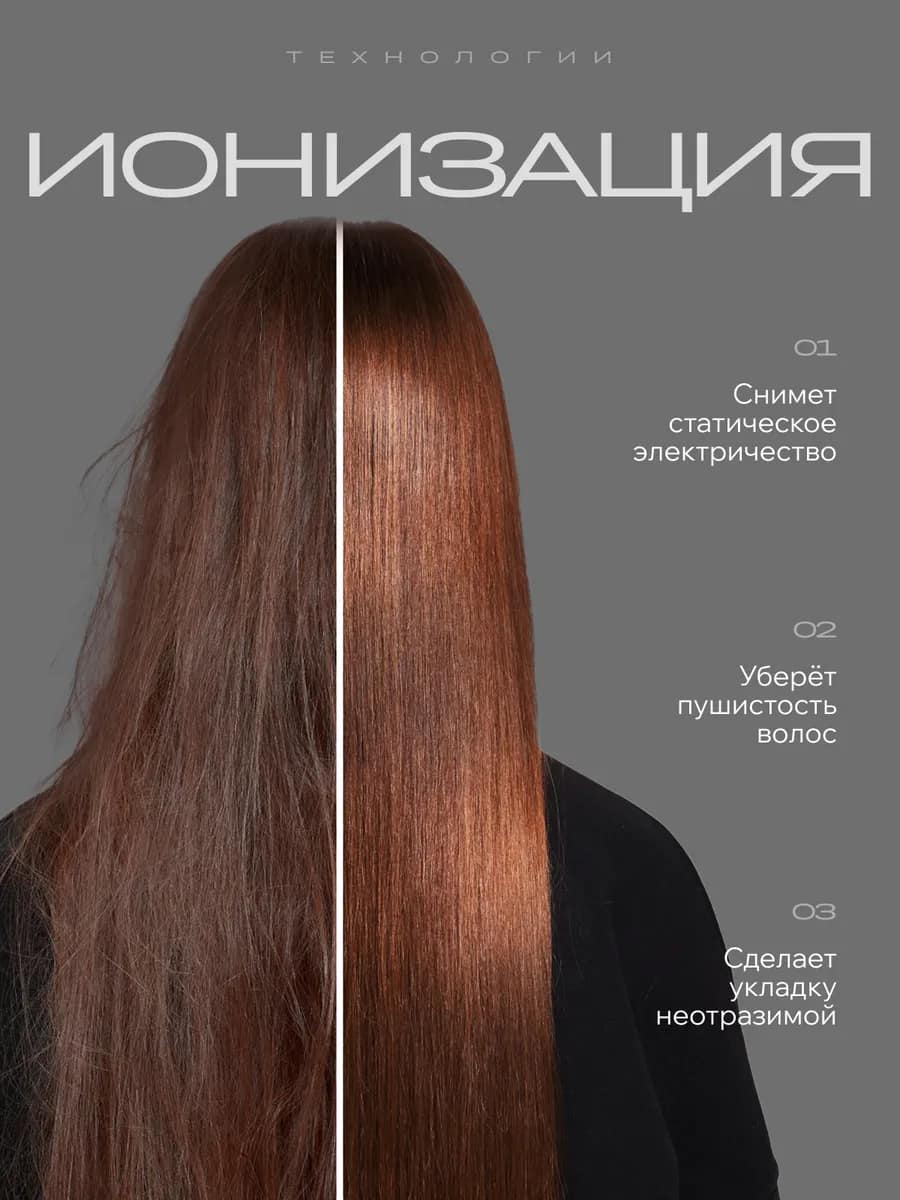 ТЕХНОЛОГИИ
ИОНИЗАЦИЯ
01
Снимет
статическое
электричество
02
Уберёт
пушистость
волос
03
Сделает
укладку
неотразимой